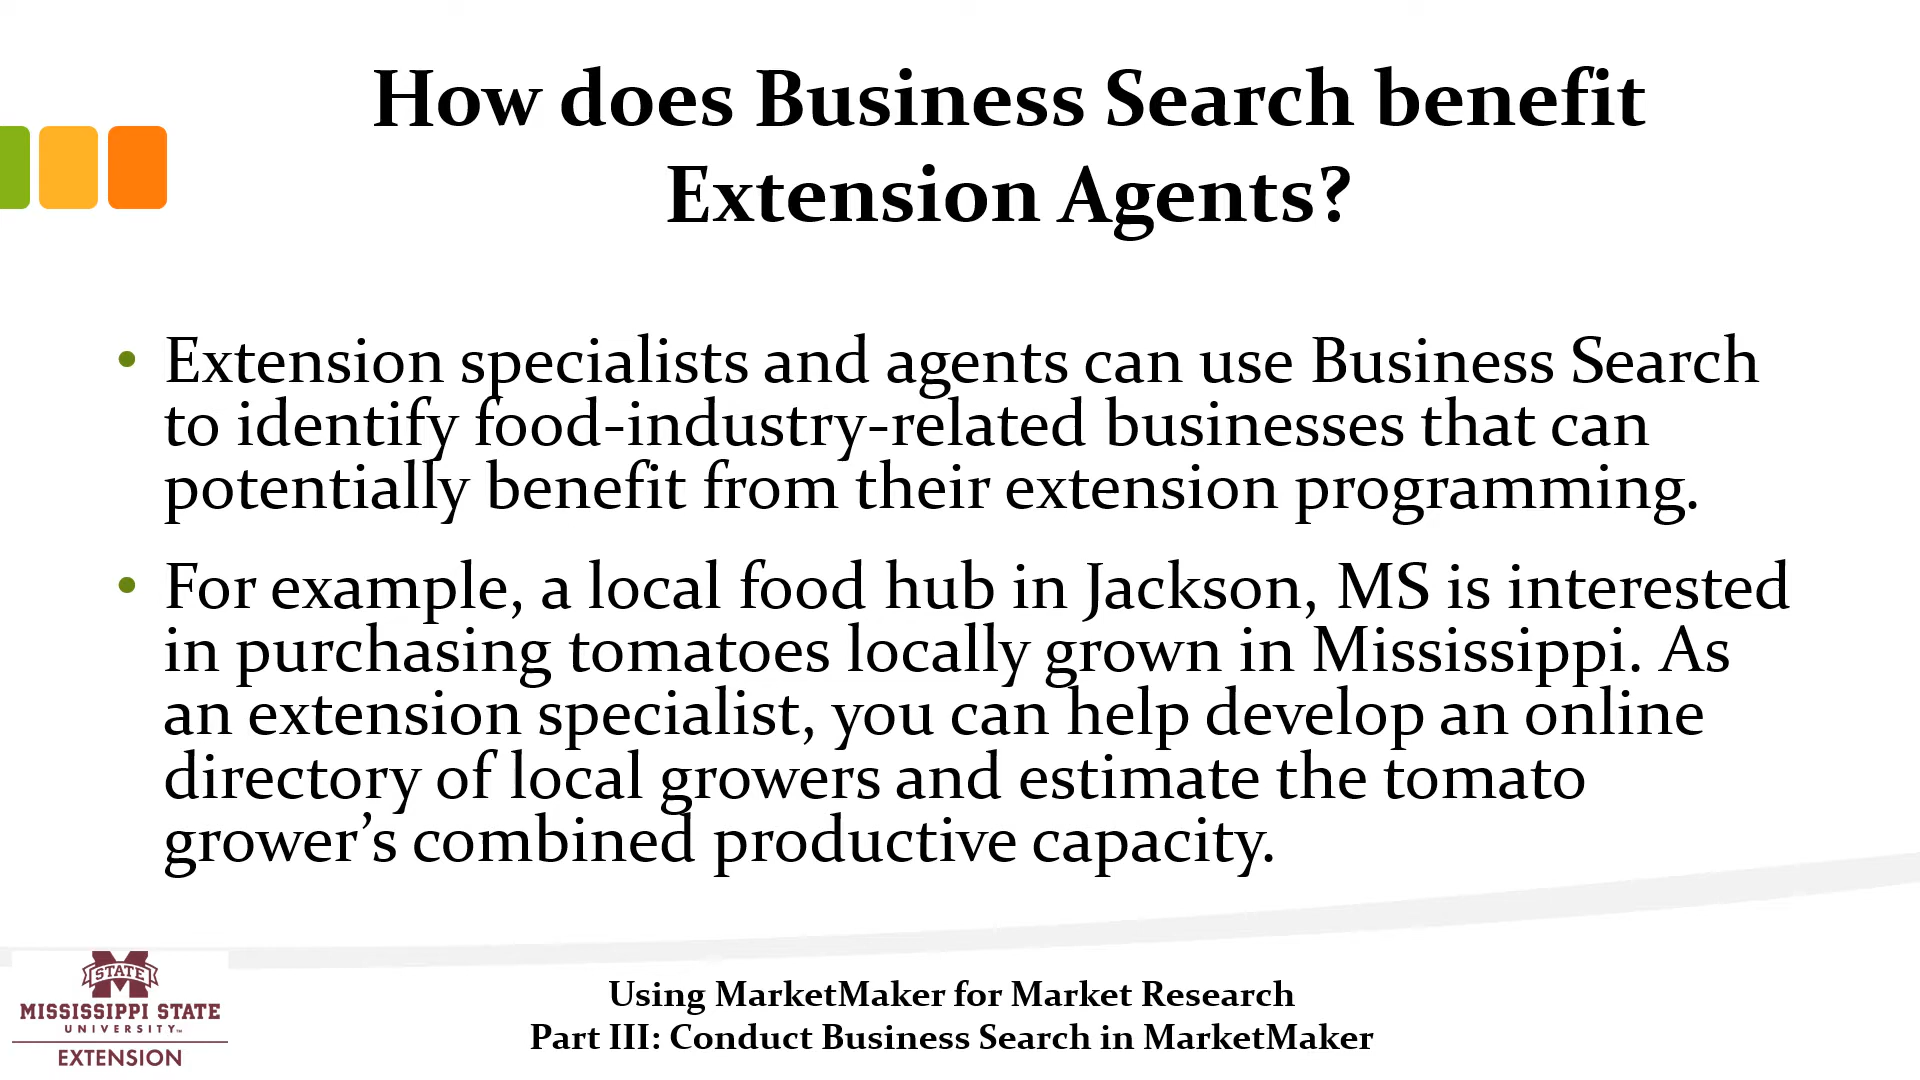 How does Business Search benefit
Extension Agents?
• Extension specialists and agents can use Business Search
to identify food-industry-related businesses that can
potentially benefit from their extension programming.
• For example, a local food hub in Jackson, MS is interested
in purchasing tomatoes locally grown in Mississippi. As
an extension specialist, you can help develop an online
directory of local growers and estimate the tomato
grower’s combined productive capacity.
STATE
MISSISSIPPI STATE
UNIVERSITY™
EXTENSION
Using MarketMaker for Market Research
Part III: Conduct Business Search in MarketMaker